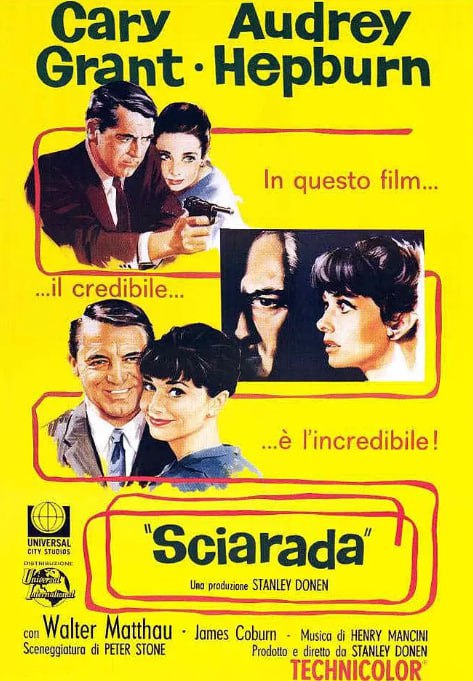 Cary Audrey
Grant · Hepburn
In questo film...
...il credibile...
...è l'incredibile!
UNIVERSAL
CITY STUDIOS
DISTRIBUZIONE
Universal
International
"Sciarada"
Una produzione STANLEY DONEN
con Walter Matthau · James Coburn · Musica di HENRY MANCINI
Sceneggiatura di PETER STONE Prodotto e diretto da STANLEY DONEN
TECHNICOLOR